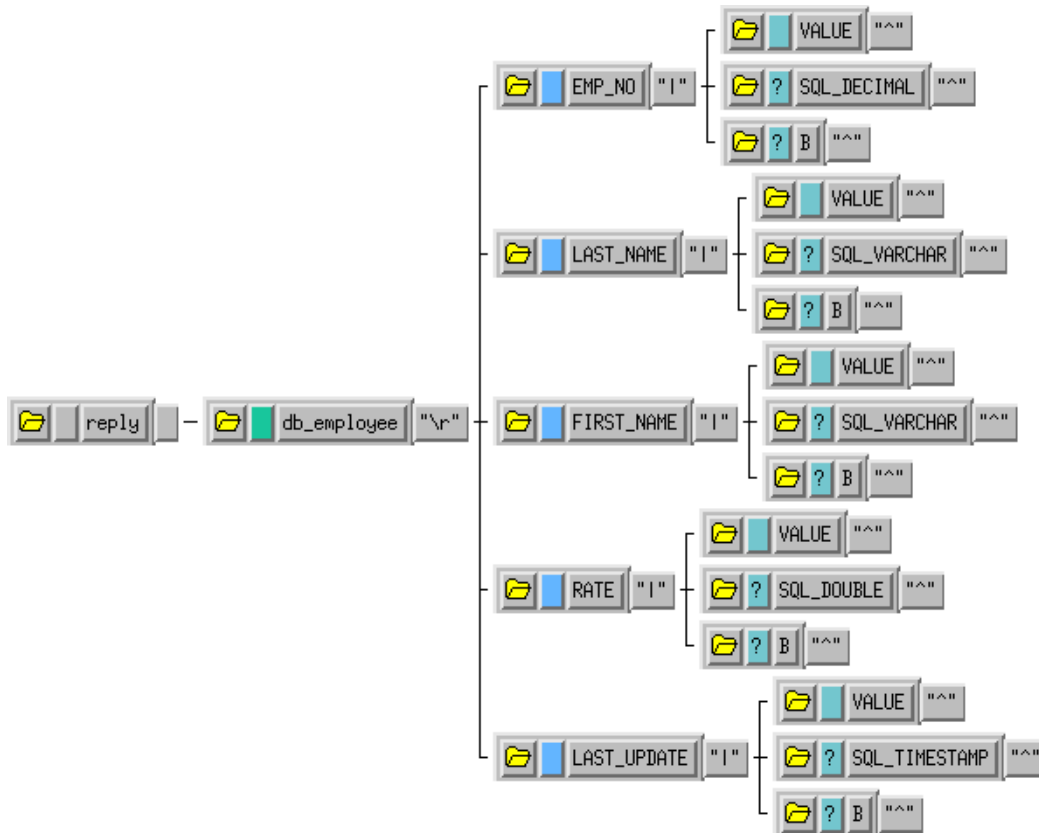 VALUE "^"
EMP_NO "|" ? SQL_DECIMAL "^"
? B "^"
VALUE "^"
LAST_NAME "|" ? SQL_VARCHAR "^"
? B "^"
VALUE "^"
reply db_employee "\r" FIRST_NAME "|" ? SQL_VARCHAR "^"
? B "^"
VALUE "^"
RATE "|" ? SQL_DOUBLE "^"
? B "^"
VALUE "^"
LAST_UPDATE "|" ? SQL_TIMESTAMP "^"
? B "^"